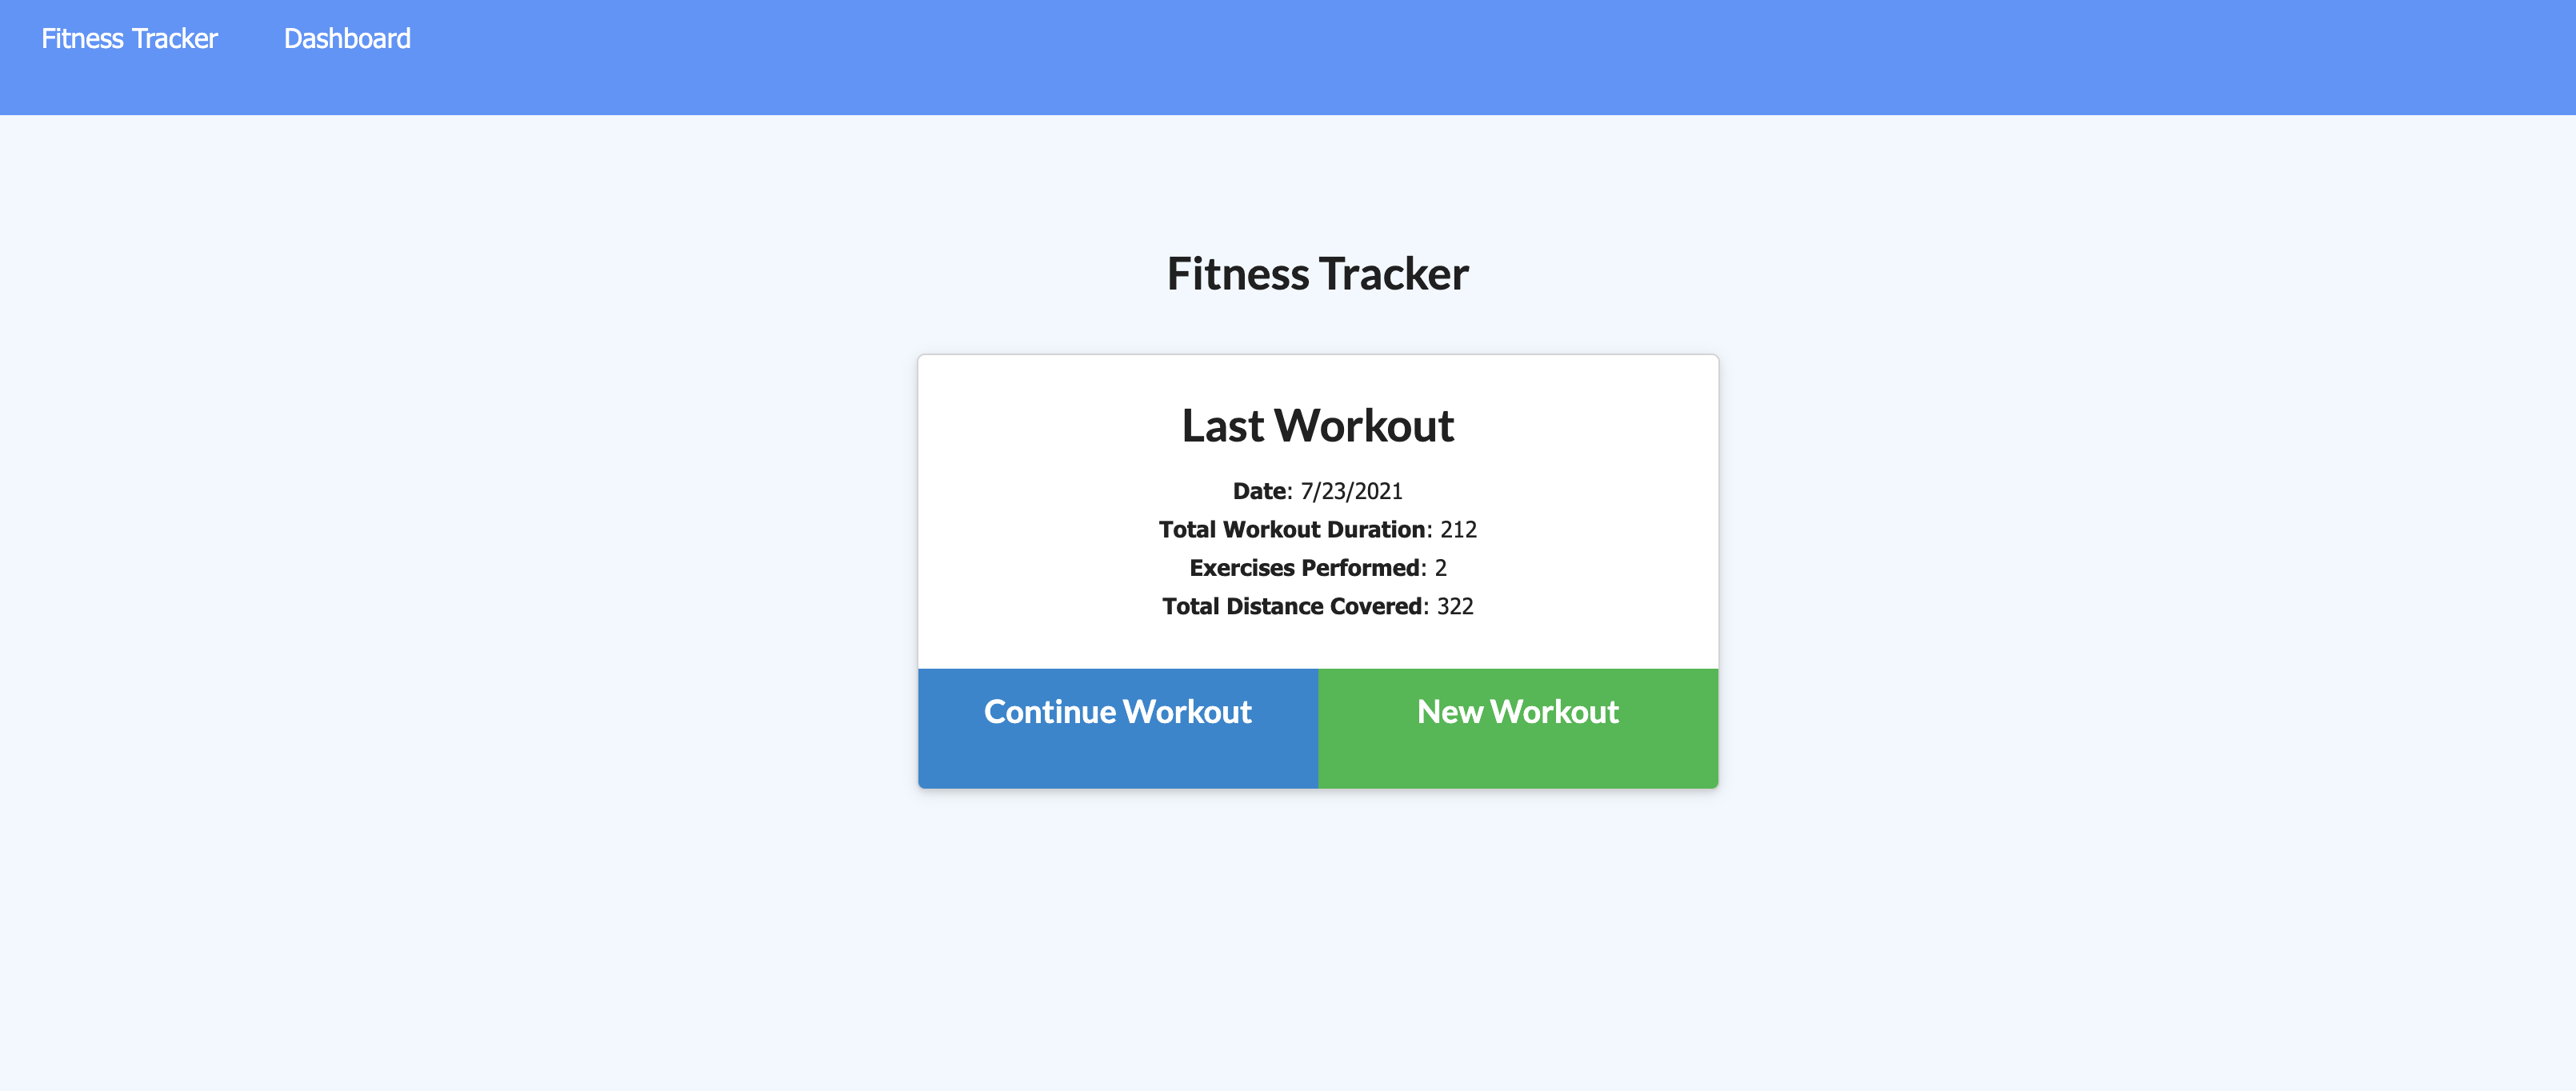 Fitness Tracker Dashboard
Fitness Tracker
Last Workout
Date: 7/23/2021
Total Workout Duration: 212
Exercises Performed: 2
Total Distance Covered: 322
Continue Workout New Workout